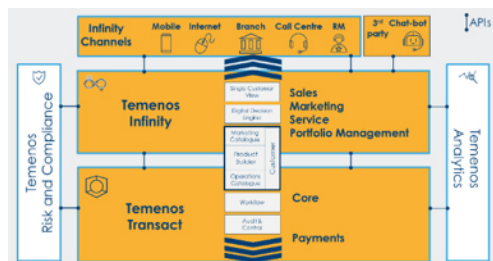 Infinity
Channels
Mobile
Internet
Branch
Call Centre
RM
3rd
party
Chat-bot
APIs
Temenos
Risk and Compliance
Temenos
Infinity
Single Customer
View
Digital Decision
Engine
Marketing
Catalogue
Product
Builder
Operations
Catalogue
Customer
Sales
Marketing
Service
Portfolio Management
Temenos
Analytics
Temenos
Transact
Workflow
Audit &
Control
Core
Payments